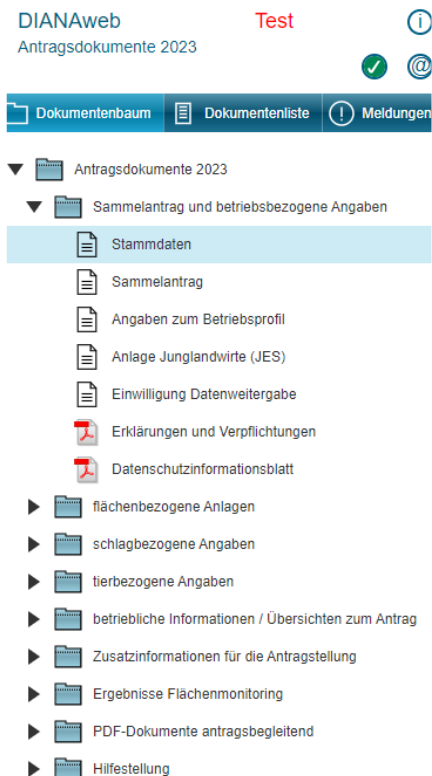 DIANAweb Test
Antragsdokumente 2023
Dokumentenbaum Dokumentenliste Meldungen
Antragsdokumente 2023
Sammelantrag und betriebsbezogene Angaben
Stammdaten
Sammelantrag
Angaben zum Betriebsprofil
Anlage Junglandwirte (JES)
Einwilligung Datenweitergabe
Erklärungen und Verpflichtungen
Datenschutzinformationsblatt
flächenbezogene Anlagen
schlagbezogene Angaben
tierbezogene Angaben
betriebliche Informationen / Übersichten zum Antrag
Zusatzinformationen für die Antragstellung
Ergebnisse Flächenmonitoring
PDF-Dokumente antragsbegleitend
Hilfestellung